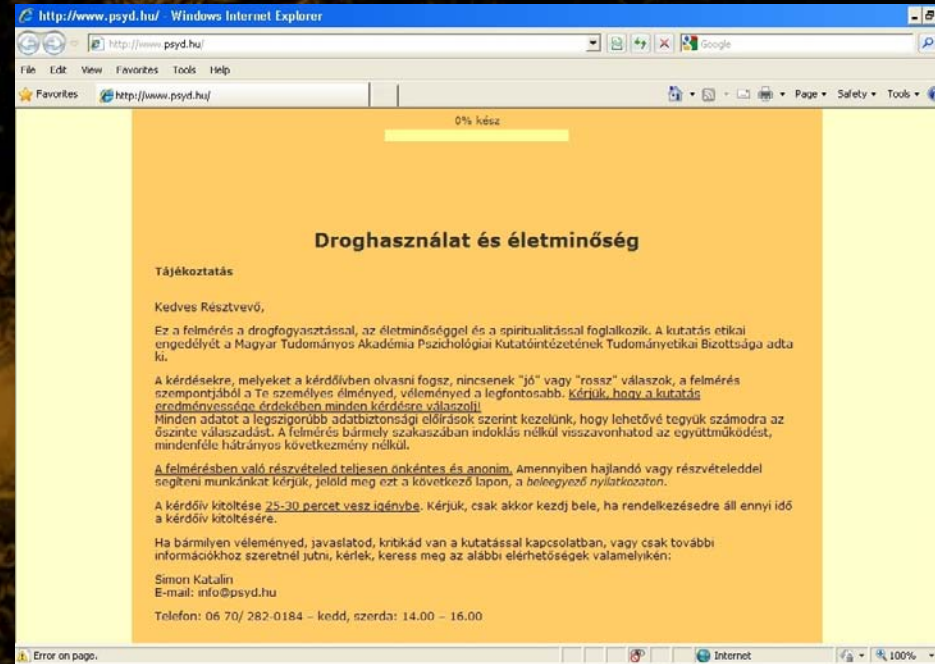 http://www.psyd.hu/ - Windows Internet Explorer
http://www.psyd.hu/
Google
File Edit View Favorites Tools Help
Favorites http://www.psyd.hu/ Page Safety Tools
0% kész
Droghasználat és életminőség
Tájékoztatás
Kedves Résztvevő,
Ez a felmérés a drogfogyasztással, az életminőséggel és a spiritualitással foglalkozik. A kutatás etikai
engedélyét a Magyar Tudományos Akadémia Pszichológiai Kutatóintézetének Tudományetikai Bizottsága adta
ki.
A kérdésekre, melyeket a kérdőívben olvasni fogsz, nincsenek "jó" vagy "rossz" válaszok, a felmérés
szempontjából a Te személyes élményed, véleményed a legfontosabb. Kérjük, hogy a kutatás
eredményessége érdekében minden kérdésre válaszolj!
Minden adatot a legszigorúbb adatbiztonsági előírások szerint kezelünk, hogy lehetővé tegyük számodra az
őszinte válaszadást. A felmérés bármely szakaszában indoklás nélkül visszavonhatod az együttműködést,
mindenféle hátrányos következmény nélkül.
A felmérésben való részvételed teljesen önkéntes és anonim. Amennyiben hajlandó vagy részvételeddel
segíteni munkánkat kérjük, jelöld meg ezt a következő lapon, a beleegyező nyilatkozaton.
A kérdőív kitöltése 25-30 percet vesz igénybe. Kérjük, csak akkor kezdj bele, ha rendelkezésedre áll ennyi idő
a kérdőív kitöltésére.
Ha bármilyen véleményed, javaslatod, kritikád van a kutatással kapcsolatban, vagy csak további
információkhoz szeretnél jutni, kérlek, keress meg az alábbi elérhetőségek valamelyikén:
Simon Katalin
E-mail: info@psyd.hu
Telefon: 06 70/ 282-0184 – kedd, szerda: 14.00 – 16.00
Error on page. Internet 100%